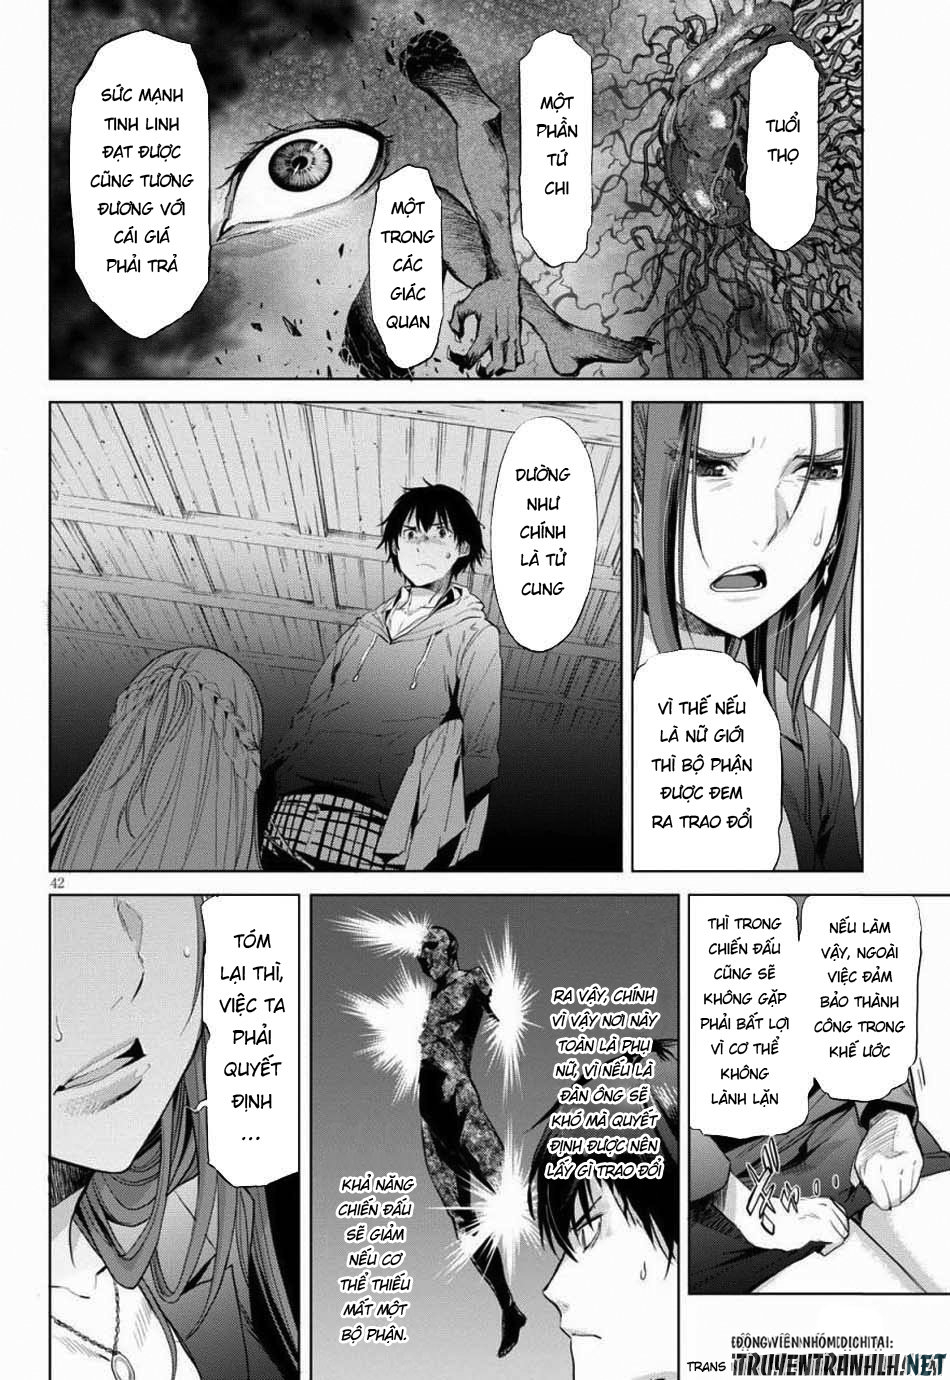 TUỔI
THỌ
MỘT
PHẦN
TỨ
CHI
MỘT
TRONG
CÁC
GIÁC
QUAN
SỨC MẠNH
TINH LINH
ĐẠT ĐƯỢC
CŨNG TƯƠNG
ĐƯƠNG VỚI
CÁI GIÁ
PHẢI TRẢ
VÌ THẾ NẾU
LÀ NỮ GIỚI
THÌ BỘ PHẬN
ĐƯỢC ĐEM
RA TRAO ĐỔI
DƯỜNG
NHƯ
CHÍNH
LÀ TỬ
CUNG
42
NẾU LÀM
VẬY, NGOÀI
VIỆC ĐẢM
BẢO THÀNH
CÔNG TRONG
KHẾ ƯỚC
THÌ TRONG
CHIẾN ĐẤU
CŨNG SẼ
KHÔNG GẶP
PHẢI BẤT LỢI
VÌ CƠ THỂ
KHÔNG
LÀNH LẶN
RA VẬY, CHÍNH
VÌ VẬY NƠI NÀY
TOÀN LÀ PHỤ
NỮ, VÌ NẾU LÀ
ĐÀN ÔNG SẼ
KHÓ MÀ QUYẾT
ĐỊNH ĐƯỢC NÊN
LẤY GÌ TRAO ĐỔI
KHẢ NĂNG
CHIẾN ĐẤU
SẼ GIẢM
NẾU CƠ
THỂ THIẾU
MẤT MỘT
BỘ PHẬN.
TÓM
LẠI THÌ,
VIỆC TA
PHẢI
QUYẾT
ĐỊNH
...
ĐỘNG VIÊN NHÓM DỊCH TẠI:
TRUYENTRANHLH.NET